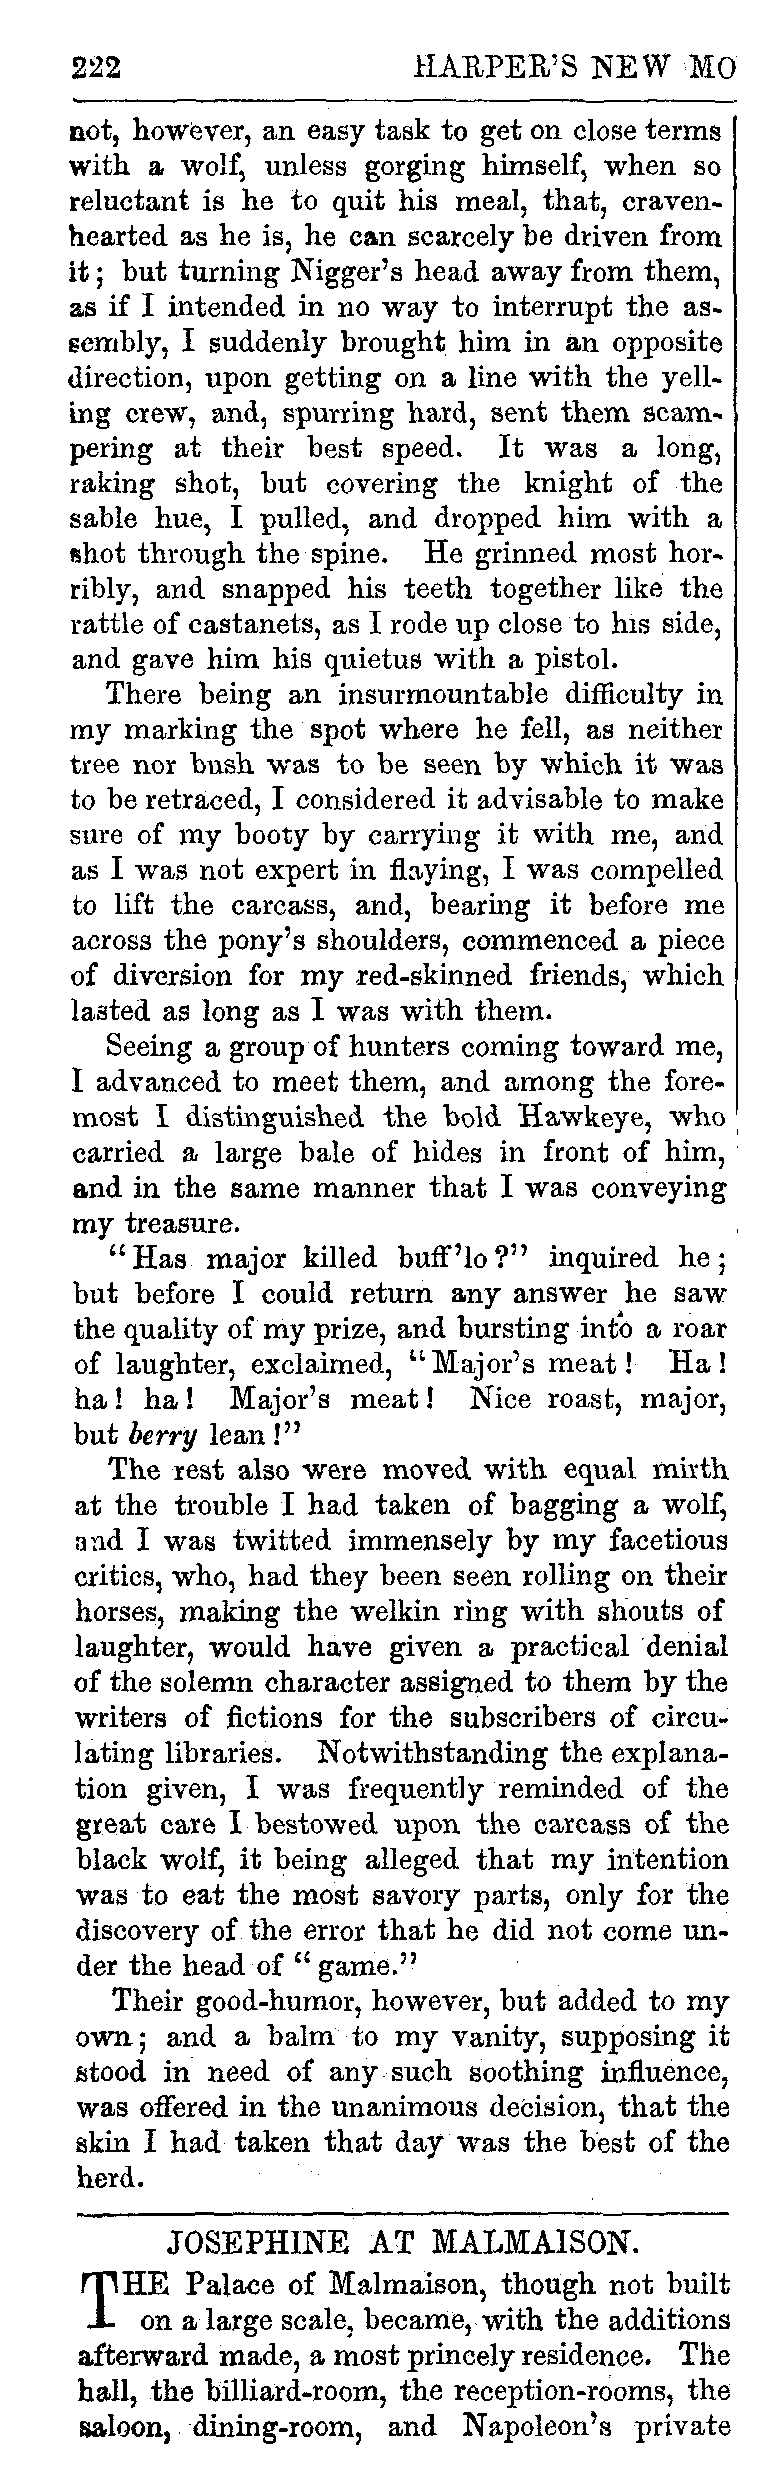 222 HARPER'S NEW MO
not, however, an easy task to get on close terms
with a wolf, unless gorging himself, when so
reluctant is he to quit his meal, that, craven-
hearted as he is, he can scarcely be driven from
it; but turning Nigger's head away from them,
as if I intended in no way to interrupt the as-
sembly, I suddenly brought him in an opposite
direction, upon getting on a line with the yell-
ing crew, and, spurring hard, sent them scam-
pering at their best speed. It was a long,
raking shot, but covering the knight of the
sable hue, I pulled, and dropped him with a
shot through the spine. He grinned most hor-
ribly, and snapped his teeth together like the
rattle of castanets, as I rode up close to his side,
and gave him his quietus with a pistol.
There being an insurmountable difficulty in
my marking the spot where he fell, as neither
tree nor bush was to be seen by which it was
to be retraced, I considered it advisable to make
sure of my booty by carrying it with me, and
as I was not expert in flaying, I was compelled
to lift the carcass, and, bearing it before me
across the pony's shoulders, commenced a piece
of diversion for my red-skinned friends, which
lasted as long as I was with them.
Seeing a group of hunters coming toward me,
I advanced to meet them, and among the fore-
most I distinguished the bold Hawkeye, who
carried a large bale of hides in front of him,
and in the same manner that I was conveying
my treasure.
"Has major killed buff'lo?" inquired he;
but before I could return any answer he saw
the quality of my prize, and bursting into a roar
of laughter, exclaimed, "Major's meat! Ha!
ha! ha! Major's meat! Nice roast, major,
but berry lean!"
The rest also were moved with equal mirth
at the trouble I had taken of bagging a wolf,
and I was twitted immensely by my facetious
critics, who, had they been seen rolling on their
horses, making the welkin ring with shouts of
laughter, would have given a practical denial
of the solemn character assigned to them by the
writers of fictions for the subscribers of circu-
lating libraries. Notwithstanding the explana-
tion given, I was frequently reminded of the
great care I bestowed upon the carcass of the
black wolf, it being alleged that my intention
was to eat the most savory parts, only for the
discovery of the error that he did not come un-
der the head of "game."
Their good-humor, however, but added to my
own; and a balm to my vanity, supposing it
stood in need of any such soothing influence,
was offered in the unanimous decision, that the
skin I had taken that day was the best of the
herd.
JOSEPHINE AT MALMAISON.
THE Palace of Malmaison, though not built
on a large scale, became, with the additions
afterward made, a most princely residence. The
hall, the billiard-room, the reception-rooms, the
saloon, dining-room, and Napoleon's private